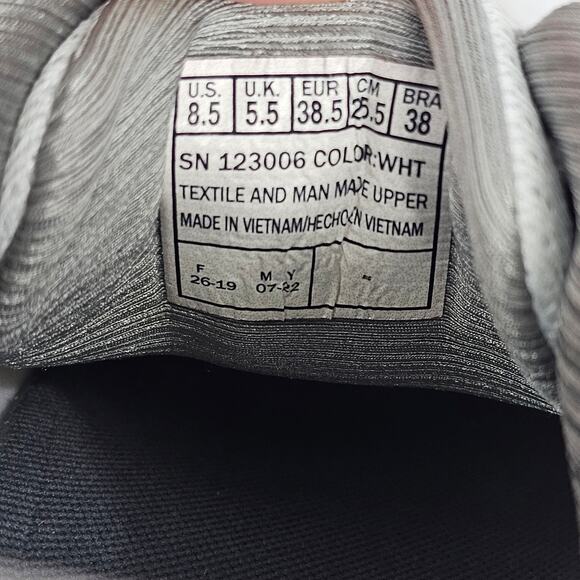 U.S. U.K. EUR CM BRA
8.5 5.5 38.5 25.5 38
SN 123006 COLOR:WHT
TEXTILE AND MAN MADE UPPER
MADE IN VIETNAM/HECHO EN VIETNAM
F M Y
26-19 07-22 -